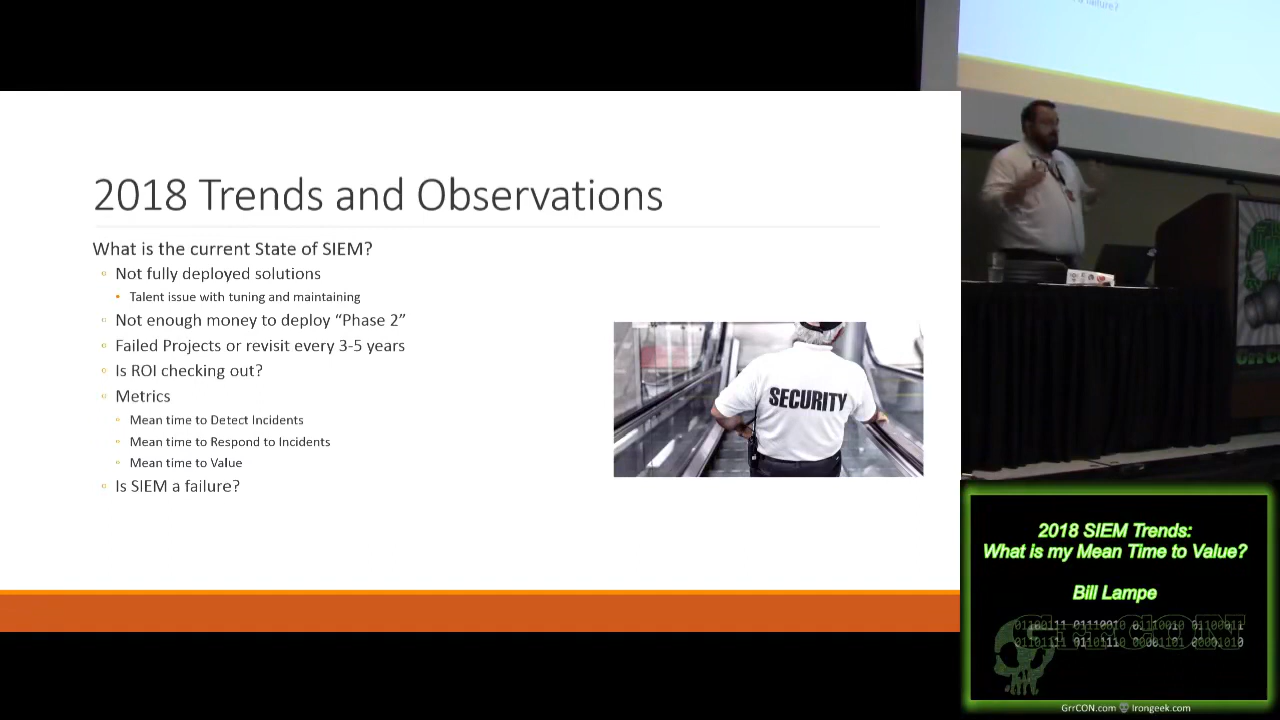 failure?
2018 Trends and Observations
What is the current State of SIEM?
Not fully deployed solutions
Talent issue with tuning and maintaining
Not enough money to deploy “Phase 2”
Failed Projects or revisit every 3-5 years
Is ROI checking out?
Metrics
Mean time to Detect Incidents
Mean time to Respond to Incidents
Mean time to Value
Is SIEM a failure?
SECURITY
2018 SIEM Trends:
What is my Mean Time to Value?
Bill Lampe
GrrCON
GrrCON.com Irongeek.com